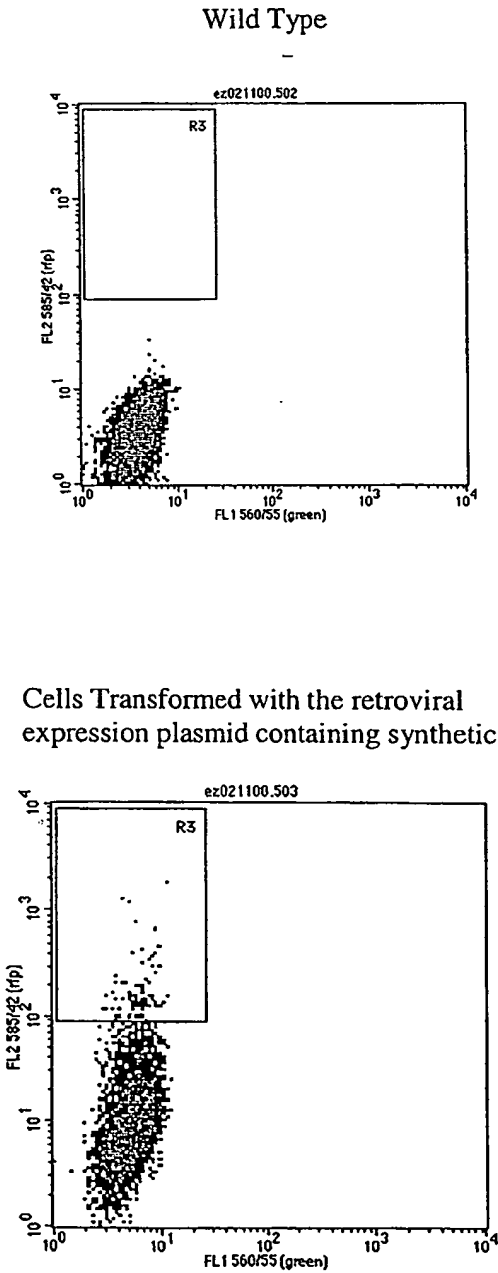 Wild Type
ez021100.502
R3
10^4
10^3
10^2
10^1
10^0
FL2 585/42 (rfp)
10^0 10^1 10^2 10^3 10^4
FL1 560/55 (green)
Cells Transformed with the retroviral
expression plasmid containing synthetic
ez021100.503
R3
10^4
10^3
10^2
10^1
10^0
FL2 585/42 (rfp)
10^0 10^1 10^2 10^3 10^4
FL1 560/55 (green)